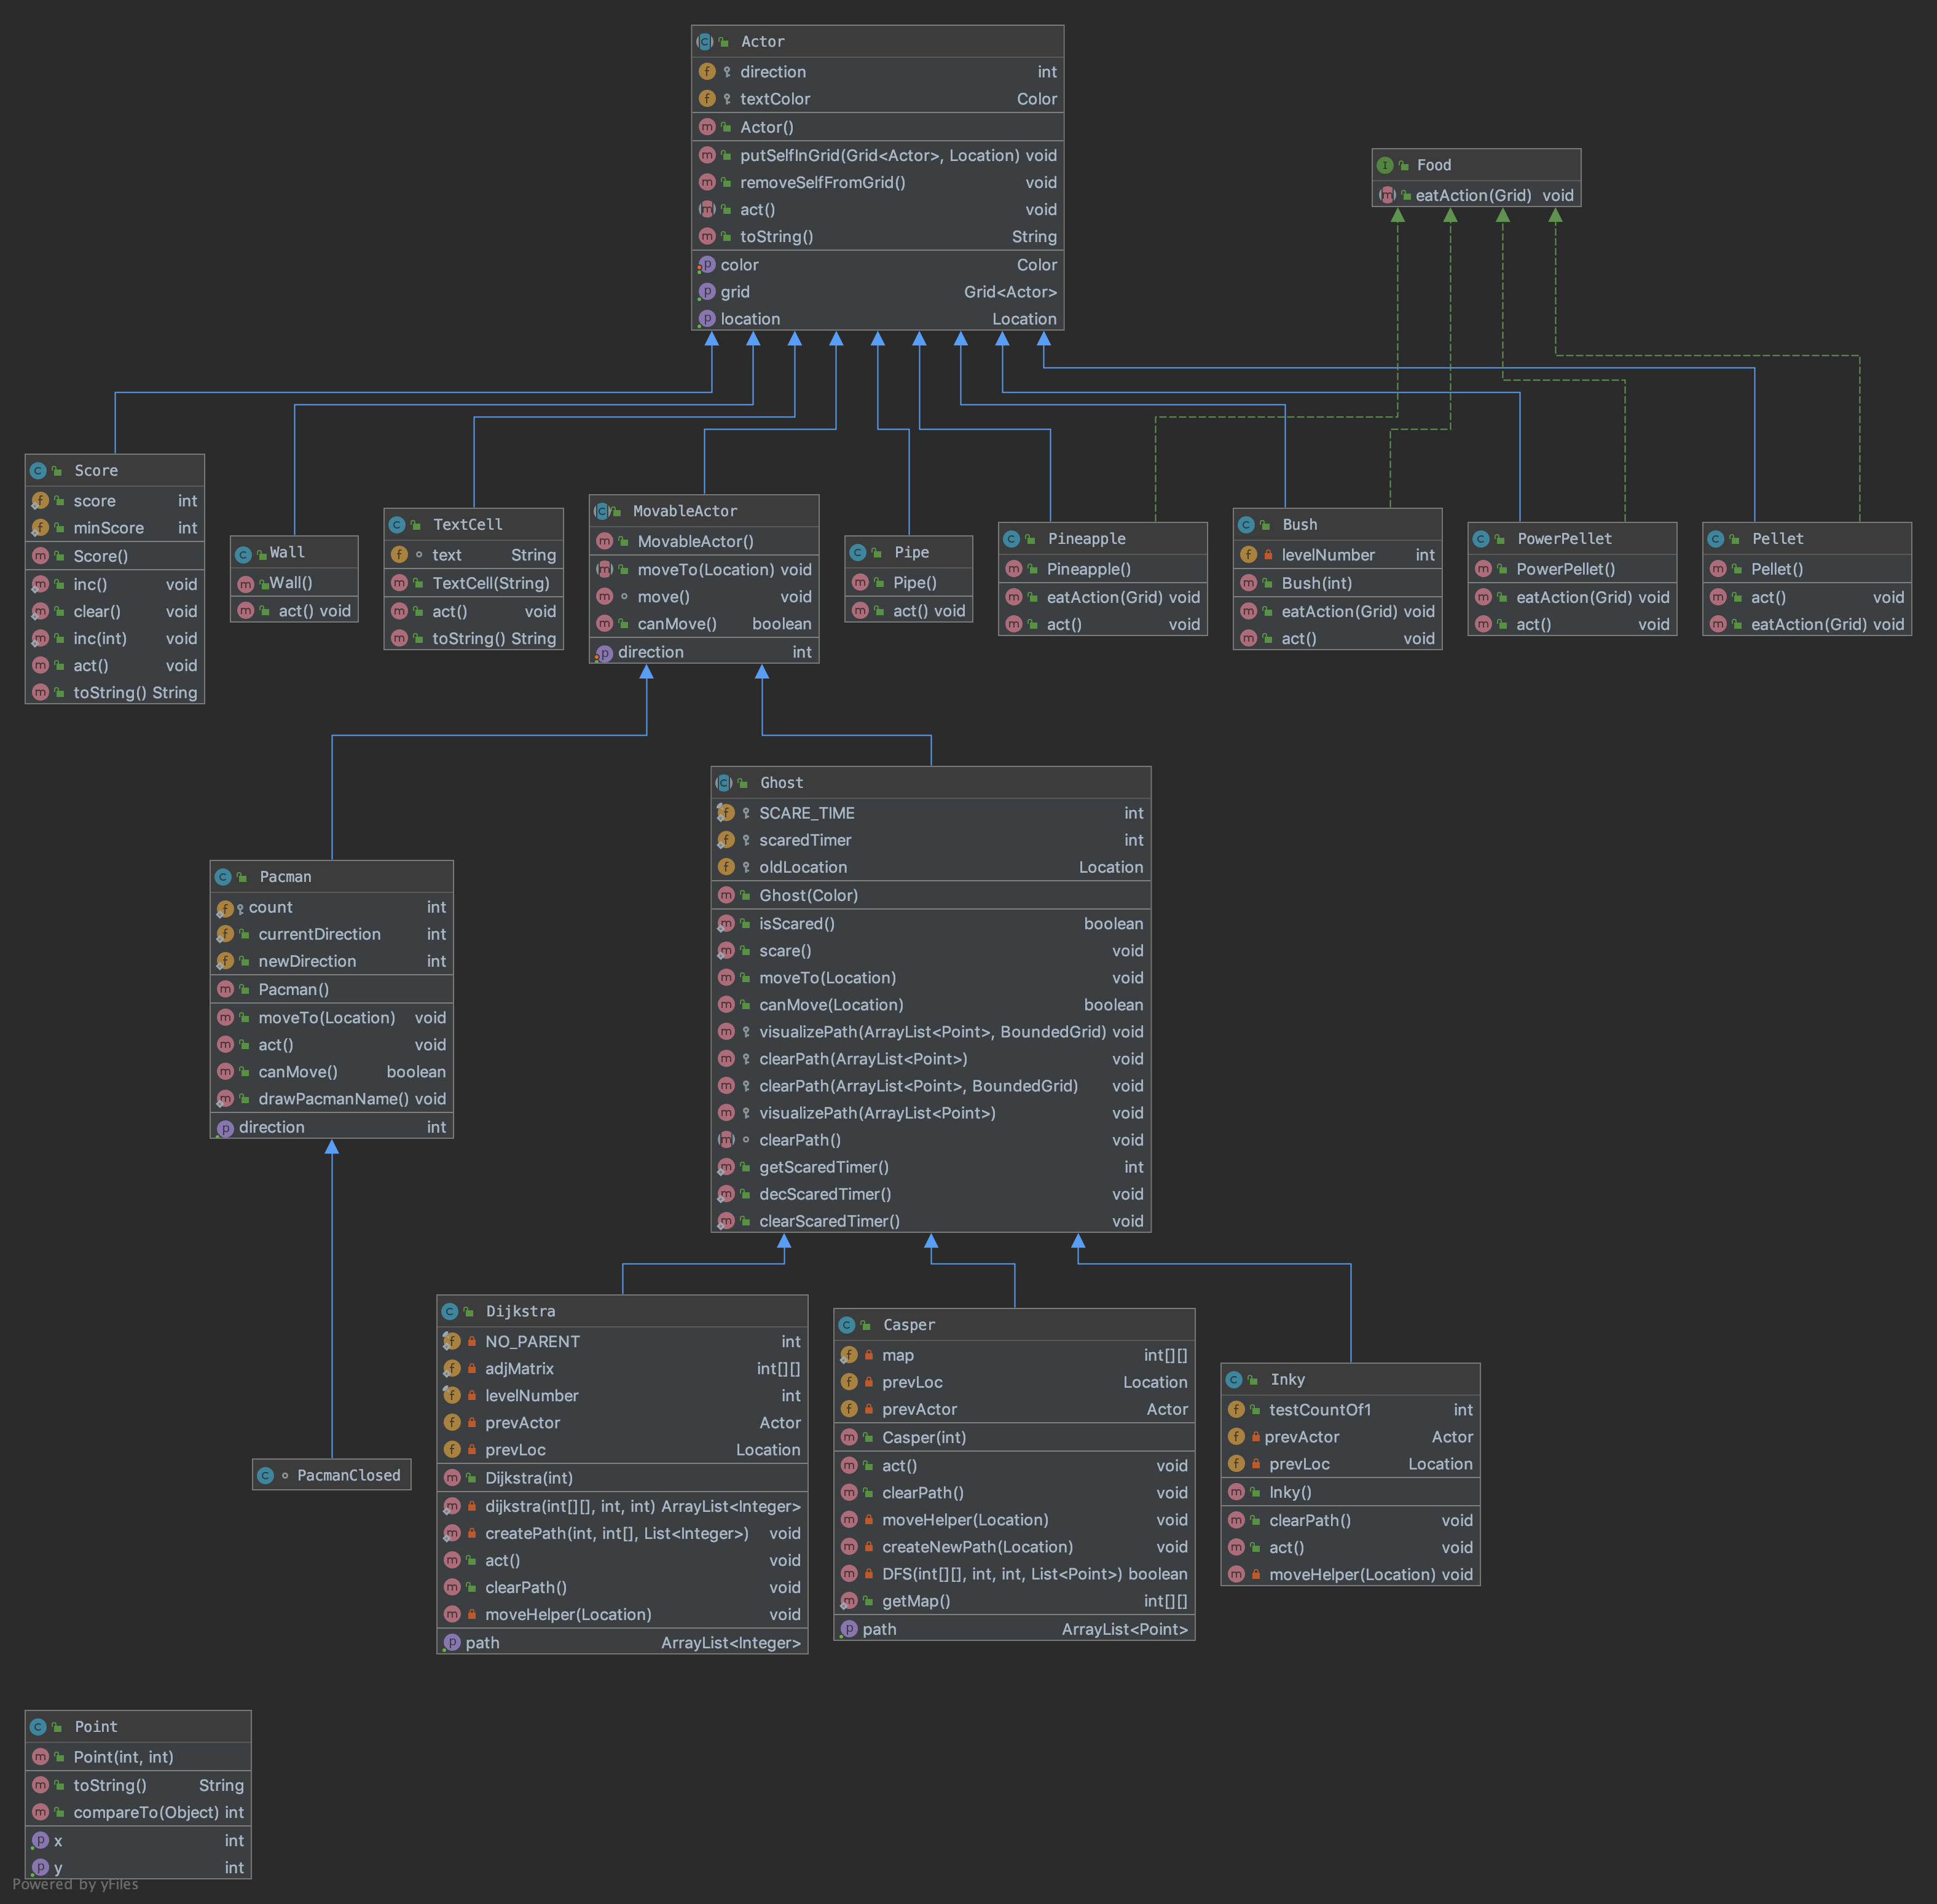 Actor
direction int
textColor Color
Actor()
putSelfInGrid(Grid<Actor>, Location) void
removeSelfFromGrid() void
act() void
toString() String
color Color
grid Grid<Actor>
location Location
Food
eatAction(Grid) void
Score
score int
minScore int
Score()
inc() void
clear() void
inc(int) void
act() void
toString() String
Wall
Wall()
act() void
TextCell
text String
TextCell(String)
act() void
toString() String
MovableActor
MovableActor()
moveTo(Location) void
move() void
canMove() boolean
direction int
Pipe
Pipe()
act() void
Pineapple
Pineapple()
eatAction(Grid) void
act() void
Bush
levelNumber int
Bush(int)
eatAction(Grid) void
act() void
PowerPellet
PowerPellet()
eatAction(Grid) void
act() void
Pellet
Pellet()
act() void
eatAction(Grid) void
Pacman
count int
currentDirection int
newDirection int
Pacman()
moveTo(Location) void
act() void
canMove() boolean
drawPacmanName() void
direction int
Ghost
SCARE_TIME int
scaredTimer int
oldLocation Location
Ghost(Color)
isScared() boolean
scare() void
moveTo(Location) void
canMove(Location) boolean
visualizePath(ArrayList<Point>, BoundedGrid) void
clearPath(ArrayList<Point>) void
clearPath(ArrayList<Point>, BoundedGrid) void
visualizePath(ArrayList<Point>) void
clearPath() void
getScaredTimer() int
decScaredTimer() void
clearScaredTimer() void
PacmanClosed
Dijkstra
NO_PARENT int
adjMatrix int[][]
levelNumber int
prevActor Actor
prevLoc Location
Dijkstra(int)
dijkstra(int[][], int, int) ArrayList<Integer>
createPath(int, int[], List<Integer>) void
act() void
clearPath() void
moveHelper(Location) void
path ArrayList<Integer>
Casper
map int[][]
prevLoc Location
prevActor Actor
Casper(int)
act() void
clearPath() void
moveHelper(Location) void
createNewPath(Location) void
DFS(int[][], int, int, List<Point>) boolean
getMap() int[][]
path ArrayList<Point>
Inky
testCountOf1 int
prevActor Actor
prevLoc Location
Inky()
clearPath() void
act() void
moveHelper(Location) void
Point
Point(int, int)
toString() String
compareTo(Object) int
x int
y int
Powered by yFiles